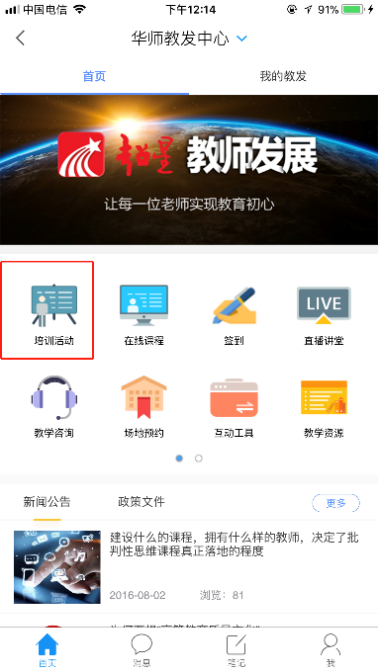 中国电信
下午12:14
91%
华师教发中心
首页
我的教发
超星 教师发展
让每一位老师实现教育初心
培训活动
在线课程
签到
LIVE
直播讲堂
教学咨询
场地预约
互动工具
教学资源
新闻公告
政策文件
更多
建设什么的课程，拥有什么样的教师，决定了批
判性思维课程真正落地的程度
2016-08-02
浏览：81
首页
消息
笔记
我